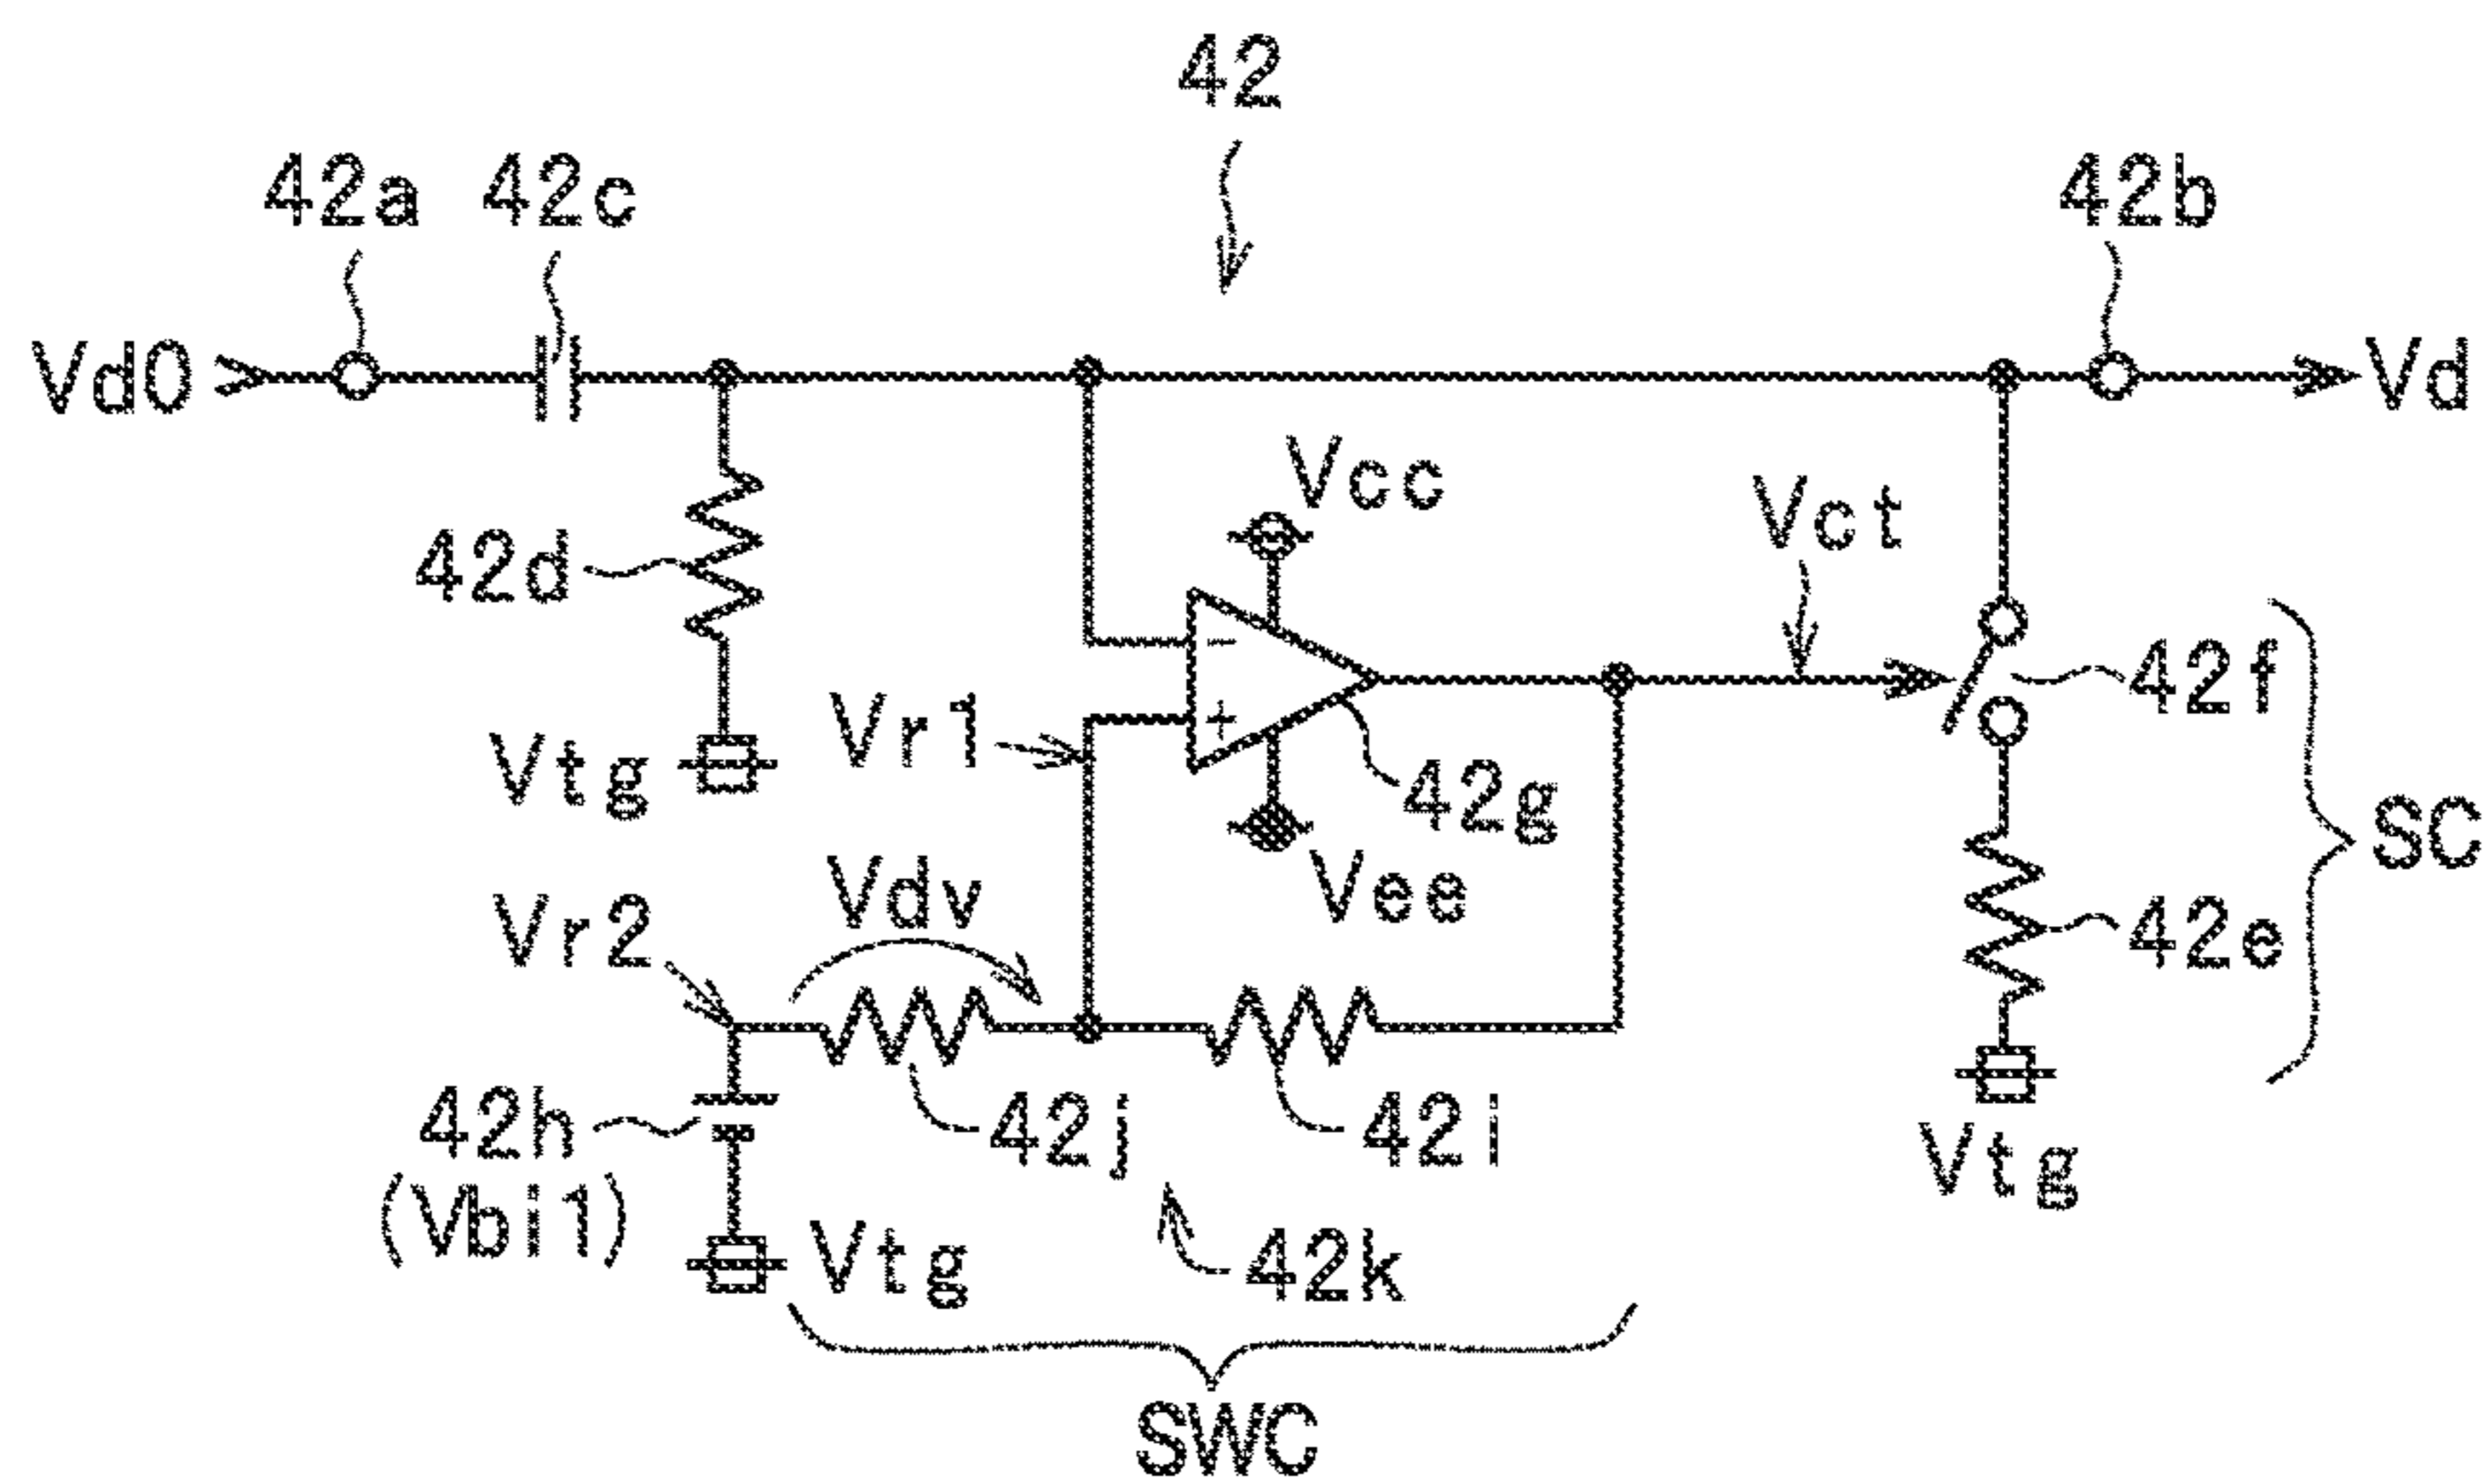 42
42a 42c 42b
Vd0 Vd
Vcc
Vct
42d
− 
42f
Vr1 +
Vtg 42g
SC
Vdv Vee
Vr2 42e
42h 42j 42i
(Vbi1) Vtg
Vtg 42k
SWC